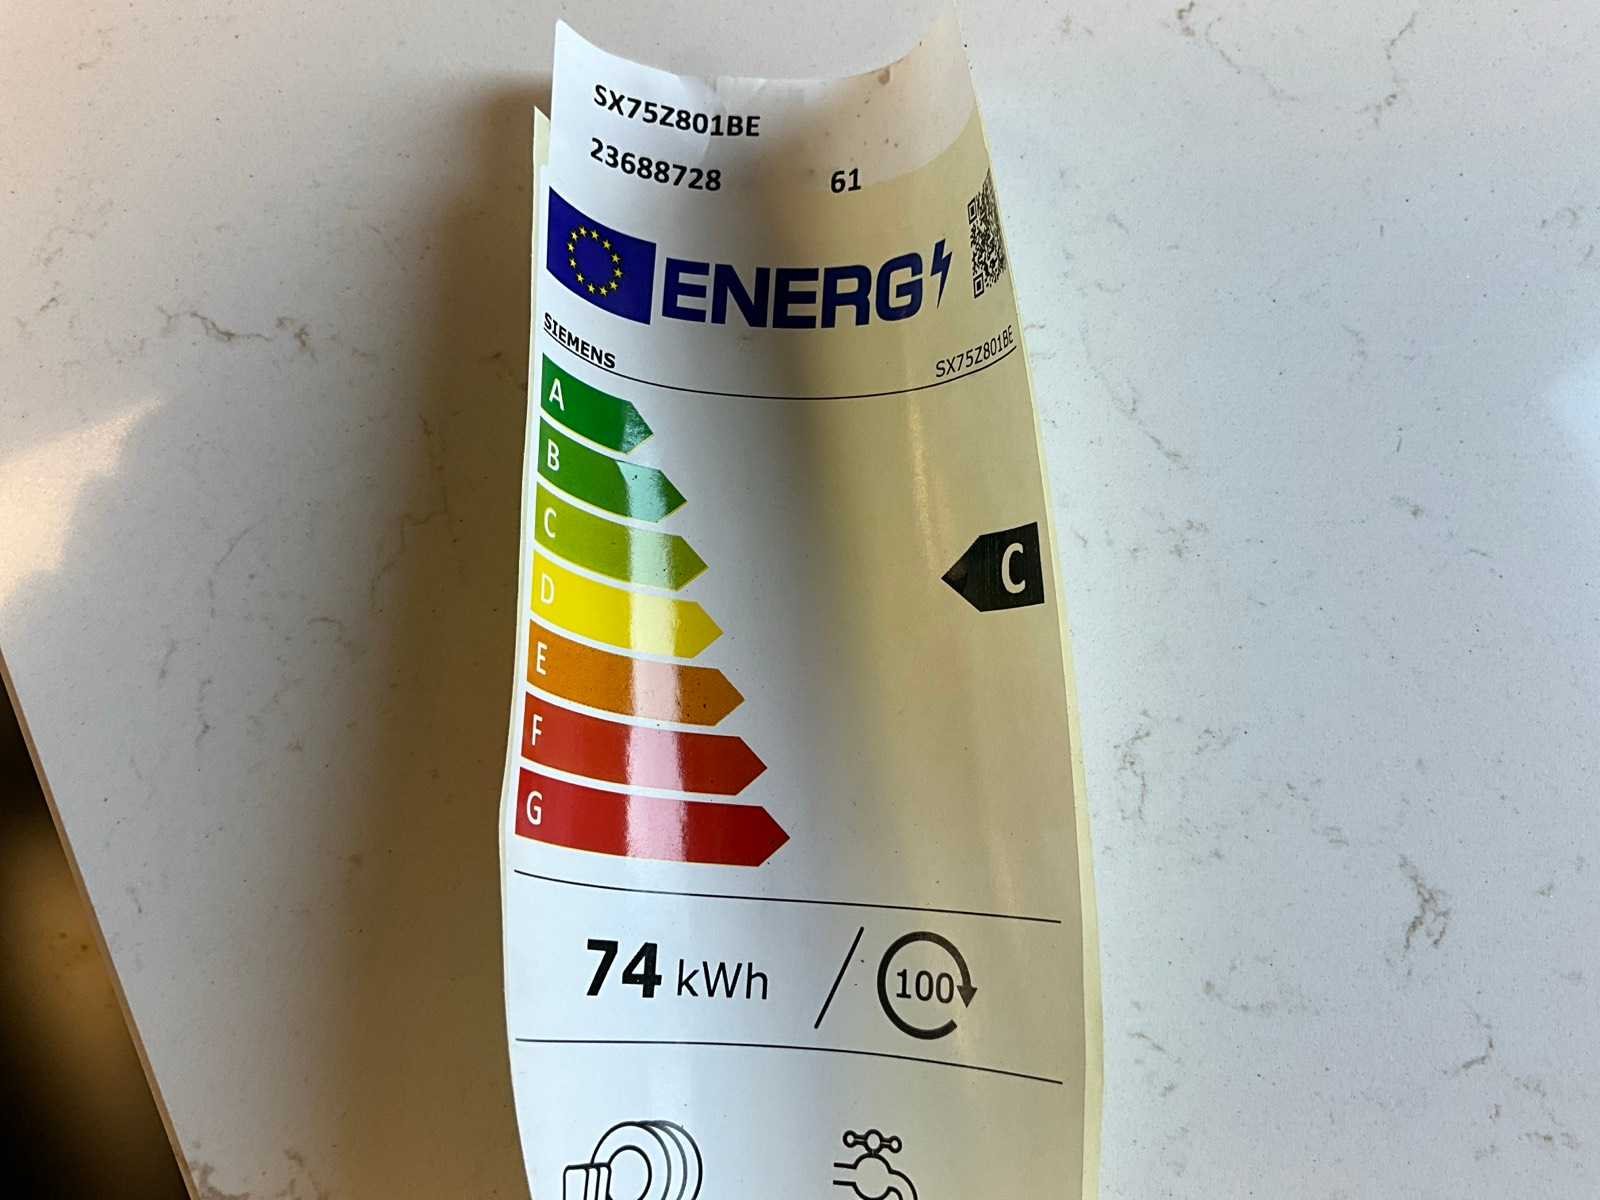 SX75Z801BE
23688728 61
ENERG
SIEMENS SX75Z801BE
A
B
C
C
D
E
F
G
74 kWh / 100